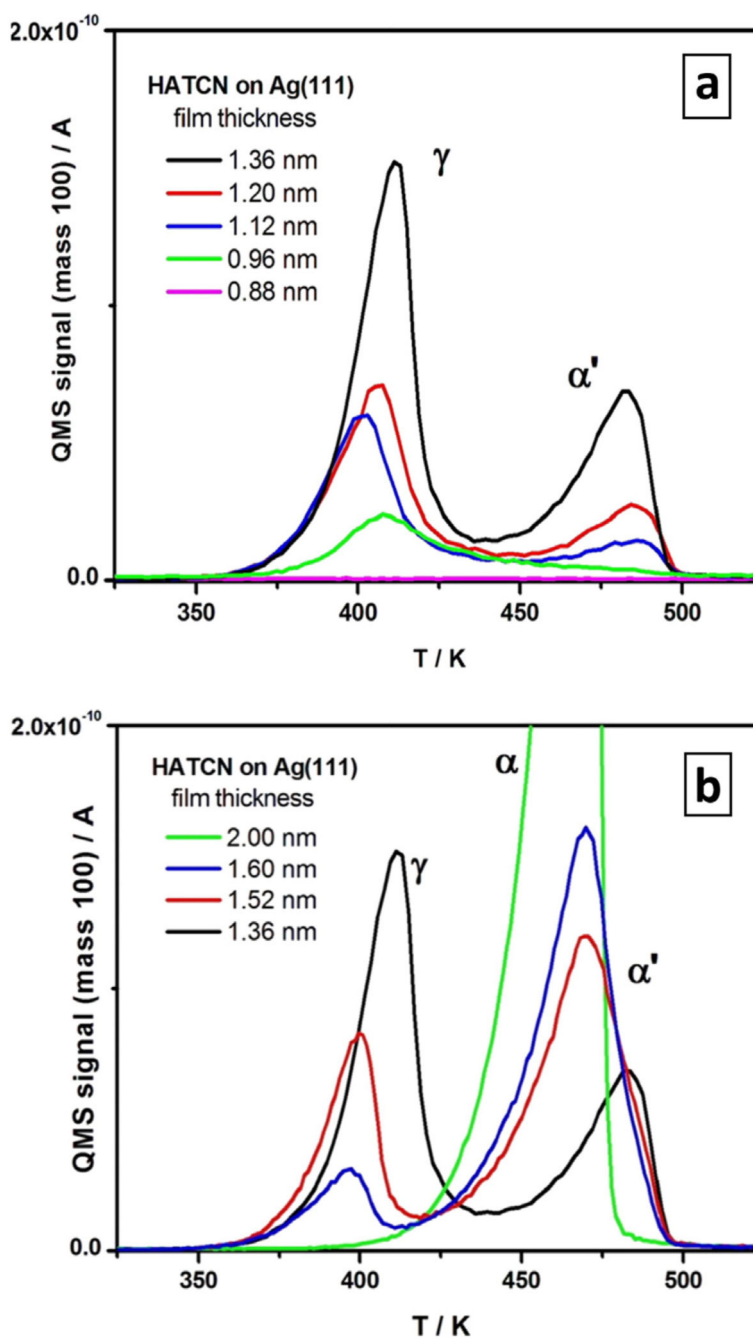 2.0x10⁻¹⁰
a
HATCN on Ag(111)
film thickness
1.36 nm
1.20 nm
1.12 nm
0.96 nm
0.88 nm
γ
α'
QMS signal (mass 100) / A
0.0
350
400
450
500
T / K
2.0x10⁻¹⁰
b
HATCN on Ag(111)
film thickness
2.00 nm
1.60 nm
1.52 nm
1.36 nm
α
γ
α'
QMS signal (mass 100) / A
0.0
350
400
450
500
T / K